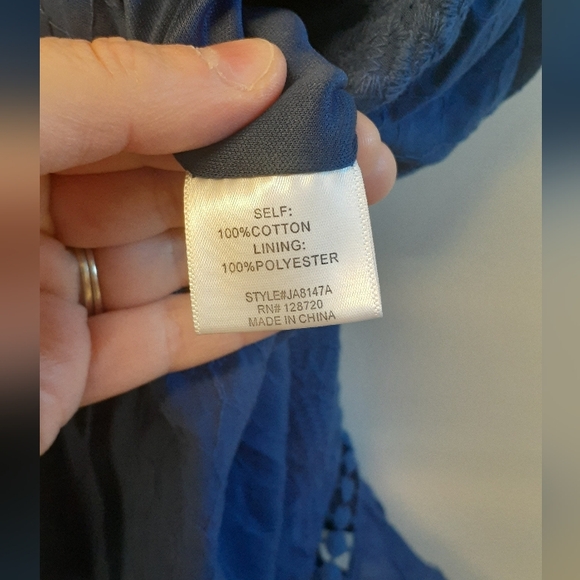 SELF:
100%COTTON
LINING:
100%POLYESTER
STYLE#JA8147A
RN# 128720
MADE IN CHINA